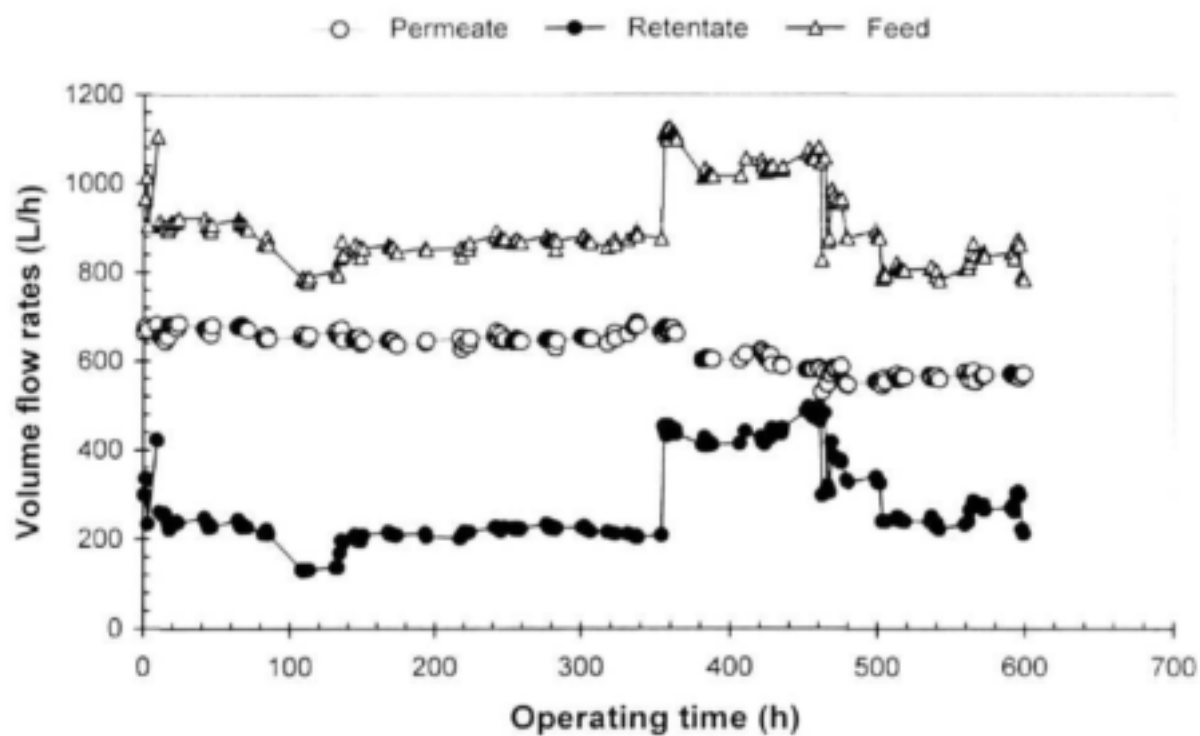 Permeate Retentate Feed
Volume flow rates (L/h)
1200
1000
800
600
400
200
0
0 100 200 300 400 500 600 700
Operating time (h)